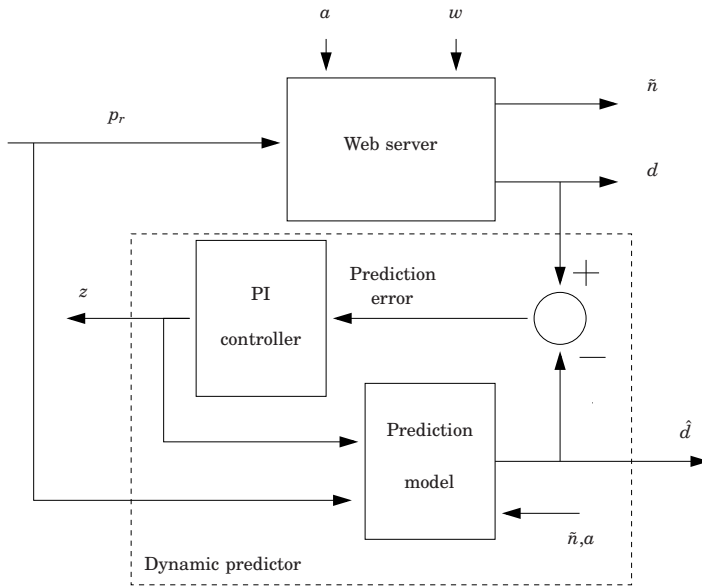 a
w
ñ
p_r
Web server
d
Prediction
error
+
z
PI
controller
−
Prediction
model
d̂
ñ,a
Dynamic predictor